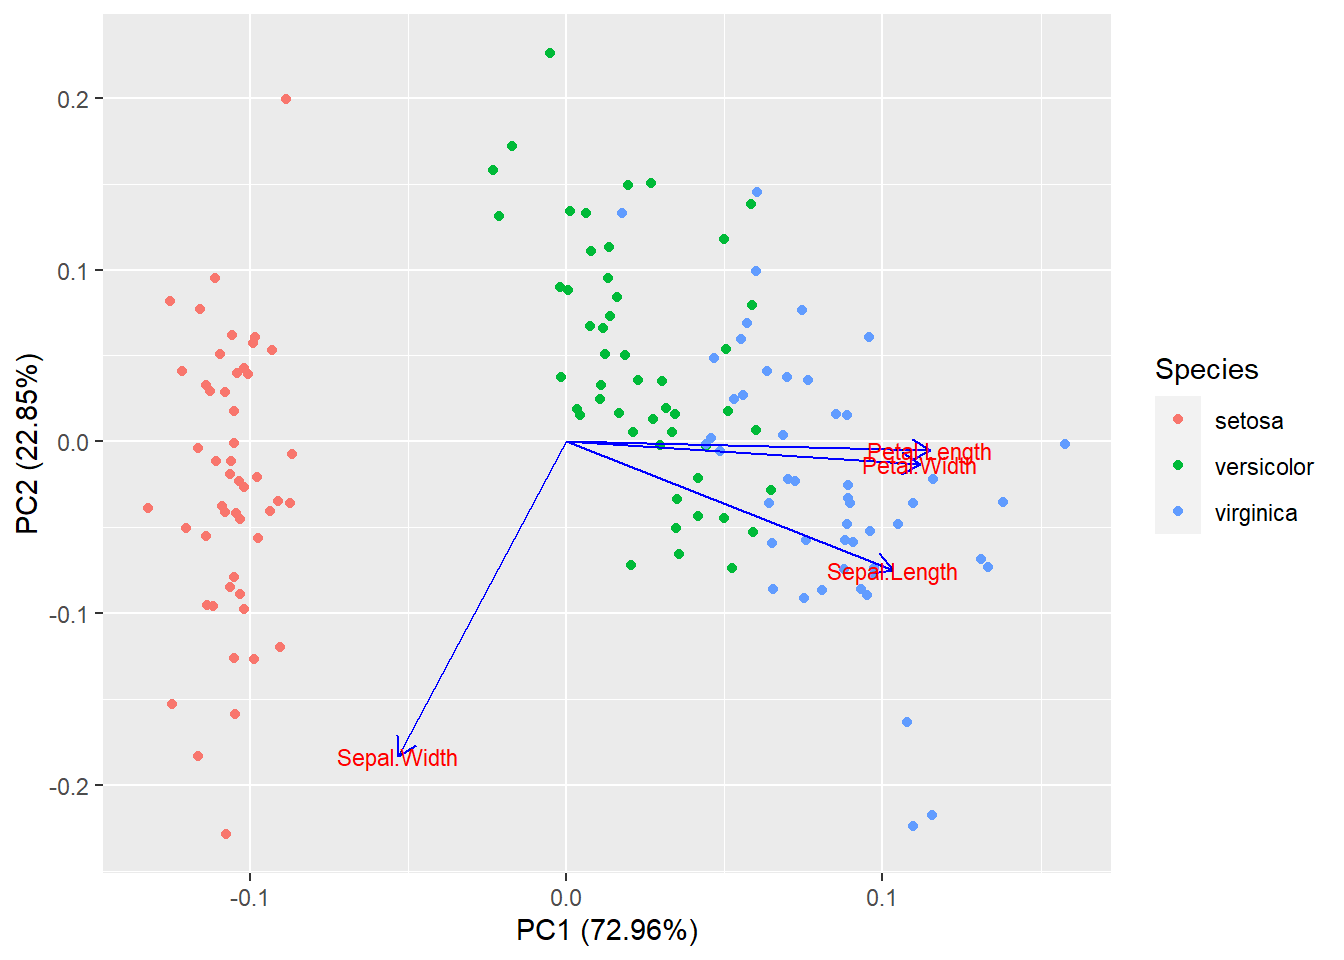 0.2
0.1
0.0
-0.1
-0.2
PC2 (22.85%)
Petal.Length
Petal.Width
Sepal.Length
Sepal.Width
-0.1
0.0
0.1
PC1 (72.96%)
Species
setosa
versicolor
virginica